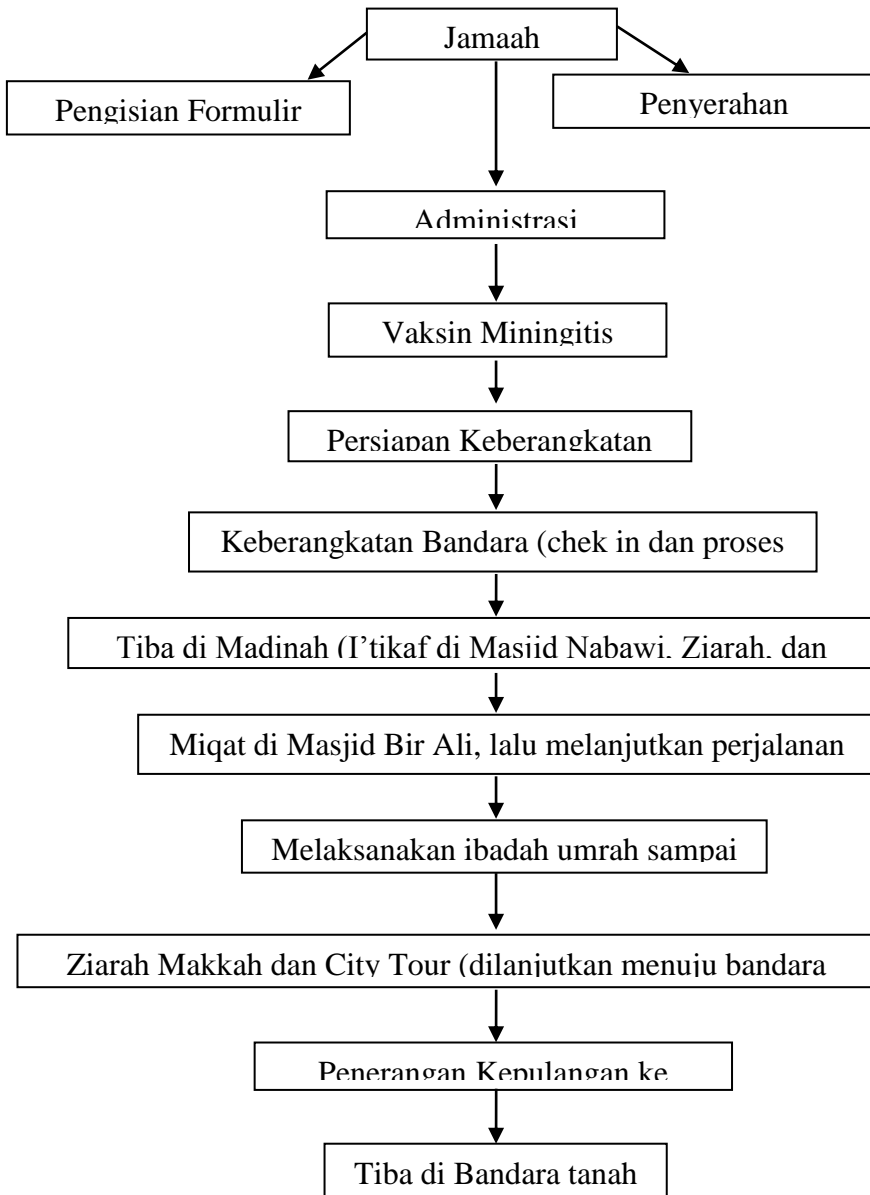 Jamaah
Pengisian Formulir
Penyerahan
Administrasi
Vaksin Miningitis
Persiapan Keberangkatan
Keberangkatan Bandara (chek in dan proses
Tiba di Madinah (I’tikaf di Masjid Nabawi, Ziarah, dan
Miqat di Masjid Bir Ali, lalu melanjutkan perjalanan
Melaksanakan ibadah umrah sampai
Ziarah Makkah dan City Tour (dilanjutkan menuju bandara
Penerangan Kepulangan ke
Tiba di Bandara tanah